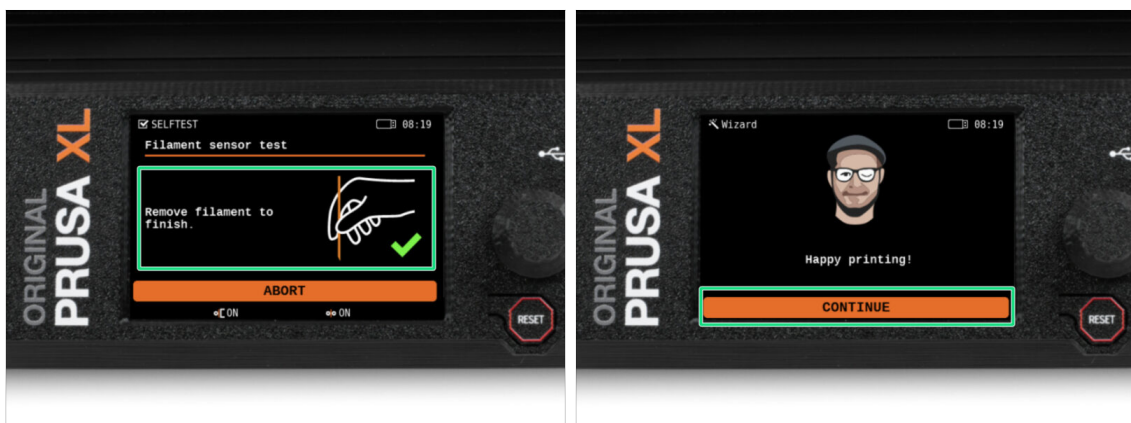 ORIGINAL
PRUSA XL
SELFTEST
08:19
Filament sensor test
Remove filament to
finish.
ABORT
ON
ON
RESET
ORIGINAL
PRUSA XL
Wizard
08:19
Happy printing!
CONTINUE
RESET